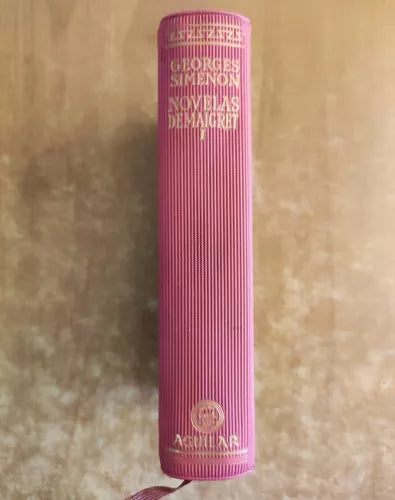 GEORGES
SIMENON
NOVELAS
DE MAIGRET
I
AGUILAR